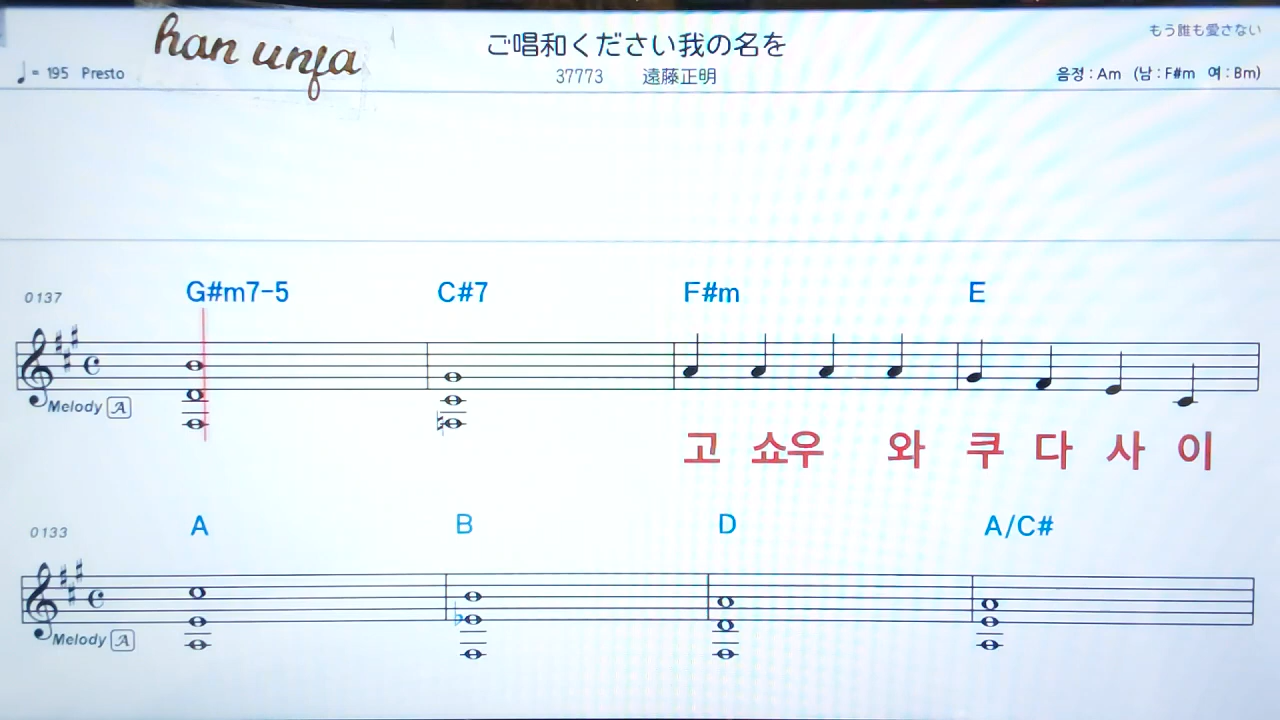 han unfa
ご唱和ください我の名を
もう誰も愛さない
♩= 195 Presto
37773 遠藤正明
음정 : Am (남 : F#m 여 : Bm)
0137
G#m7-5 C#7 F#m E
Melody A
고 쇼우 와 쿠 다 사 이
0133
A B D A/C#
Melody A